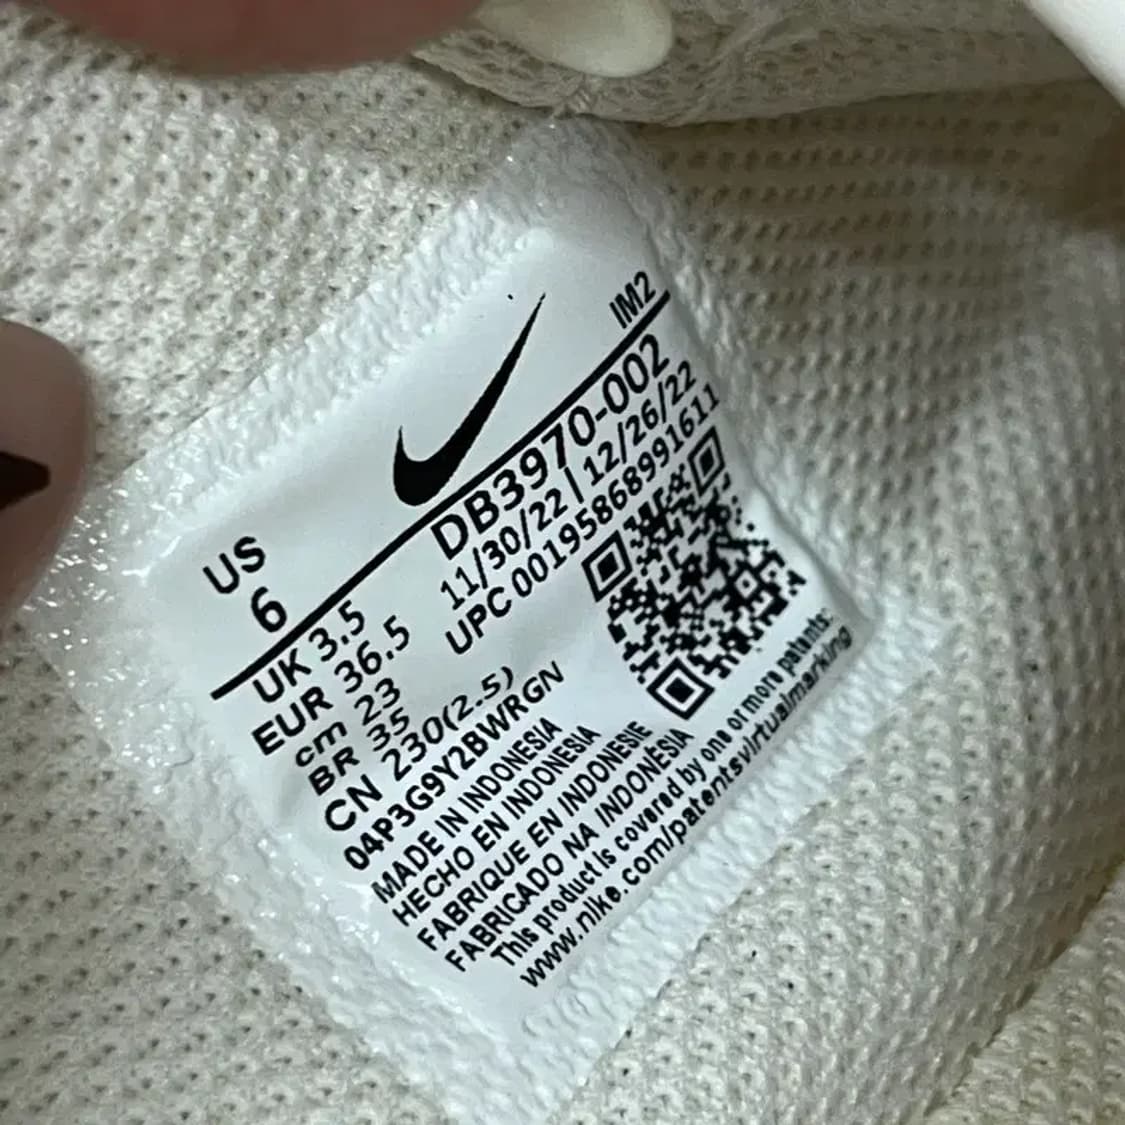 IM2
US
6
DB3970-002
11/30/22 | 12/26/22
UPC 00195868991611
UK 3.5
EUR 36.5
cm 23
BR 35
CN 230(2.5)
04P3G9Y2BWRGN
MADE IN INDONESIA
HECHO EN INDONESIA
FABRIQUE EN INDONESIE
FABRICADO NA INDONÉSIA
This product is covered by one or more patents:
www.nike.com/patentsvirtualmarking